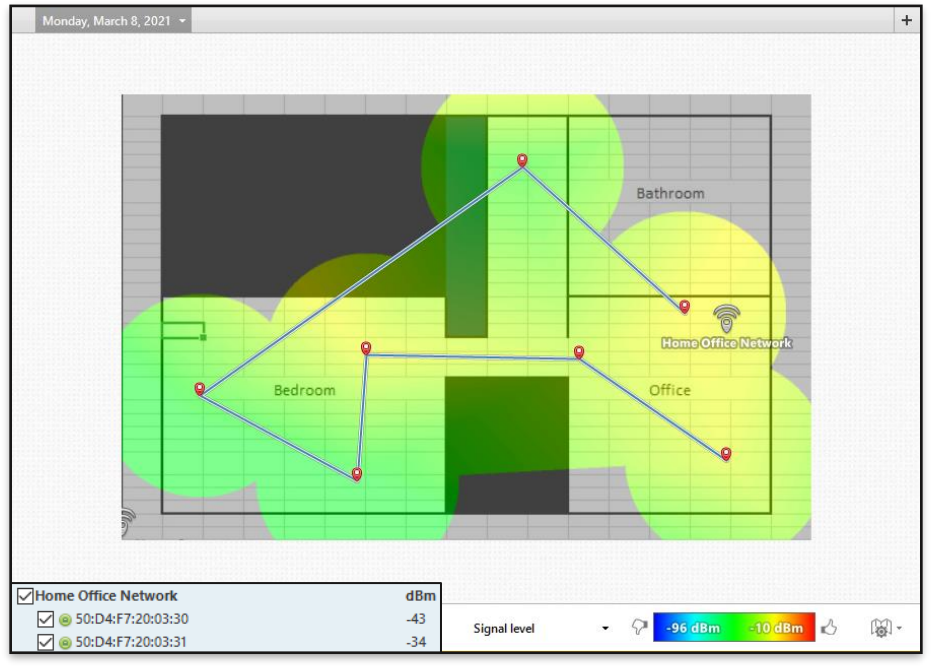 Monday, March 8, 2021
+
Bathroom
Home Office Network
Bedroom
Office
Home Office Network dBm
50:D4:F7:20:03:30 -43
50:D4:F7:20:03:31 -34
Signal level
-96 dBm -10 dBm